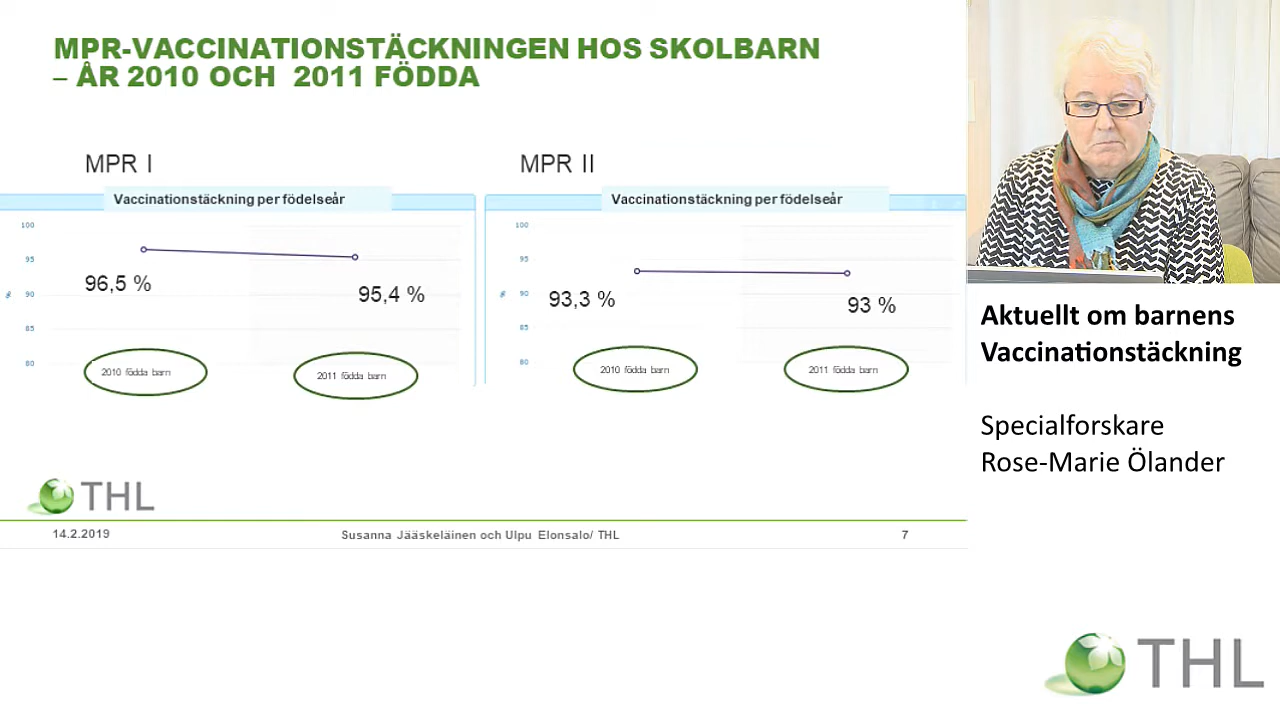 MPR-VACCINATIONSTÄCKNINGEN HOS SKOLBARN
– ÅR 2010 OCH 2011 FÖDDA
MPR I
Vaccinationstäckning per födelseår
100
95
90
85
80
%
96,5 %
95,4 %
2010 födda barn
2011 födda barn
MPR II
Vaccinationstäckning per födelseår
100
95
90
85
80
%
93,3 %
93 %
2010 födda barn
2011 födda barn
THL
14.2.2019
Susanna Jääskeläinen och Ulpu Elonsalo/ THL
7
Aktuellt om barnens
Vaccinationstäckning
Specialforskare
Rose-Marie Ölander
THL